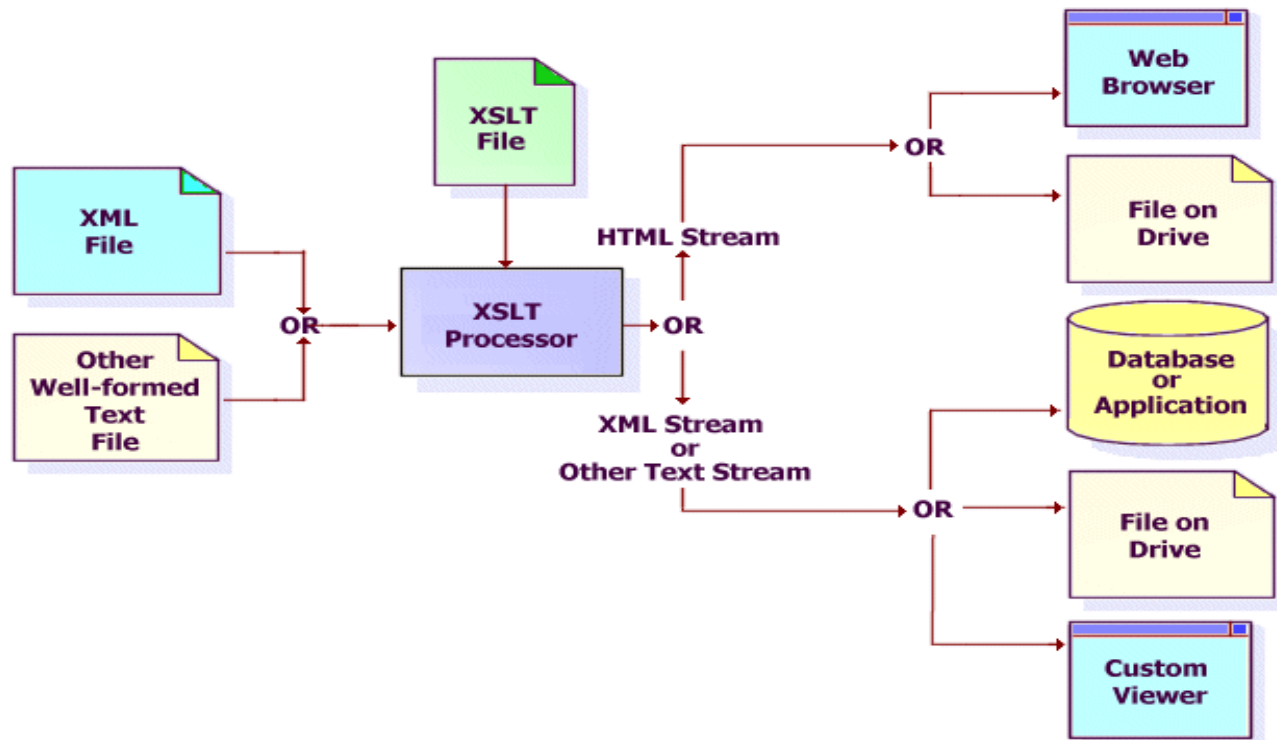 XML
File
Other
Well-formed
Text
File
OR
XSLT
File
XSLT
Processor
OR
HTML Stream
XML Stream
or
Other Text Stream
OR
Web
Browser
File on
Drive
OR
Database
or
Application
File on
Drive
Custom
Viewer